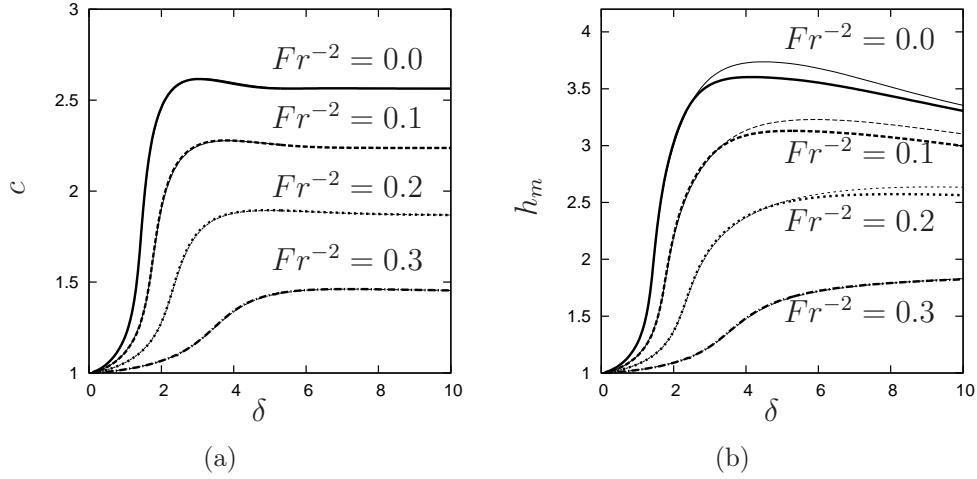 3
2.5
2
1.5
1
c
0 2 4 6 8 10
δ
Fr⁻² = 0.0
Fr⁻² = 0.1
Fr⁻² = 0.2
Fr⁻² = 0.3
(a)
4
3.5
3
2.5
2
1.5
1
hₘ
0 2 4 6 8 10
δ
Fr⁻² = 0.0
Fr⁻² = 0.1
Fr⁻² = 0.2
Fr⁻² = 0.3
(b)